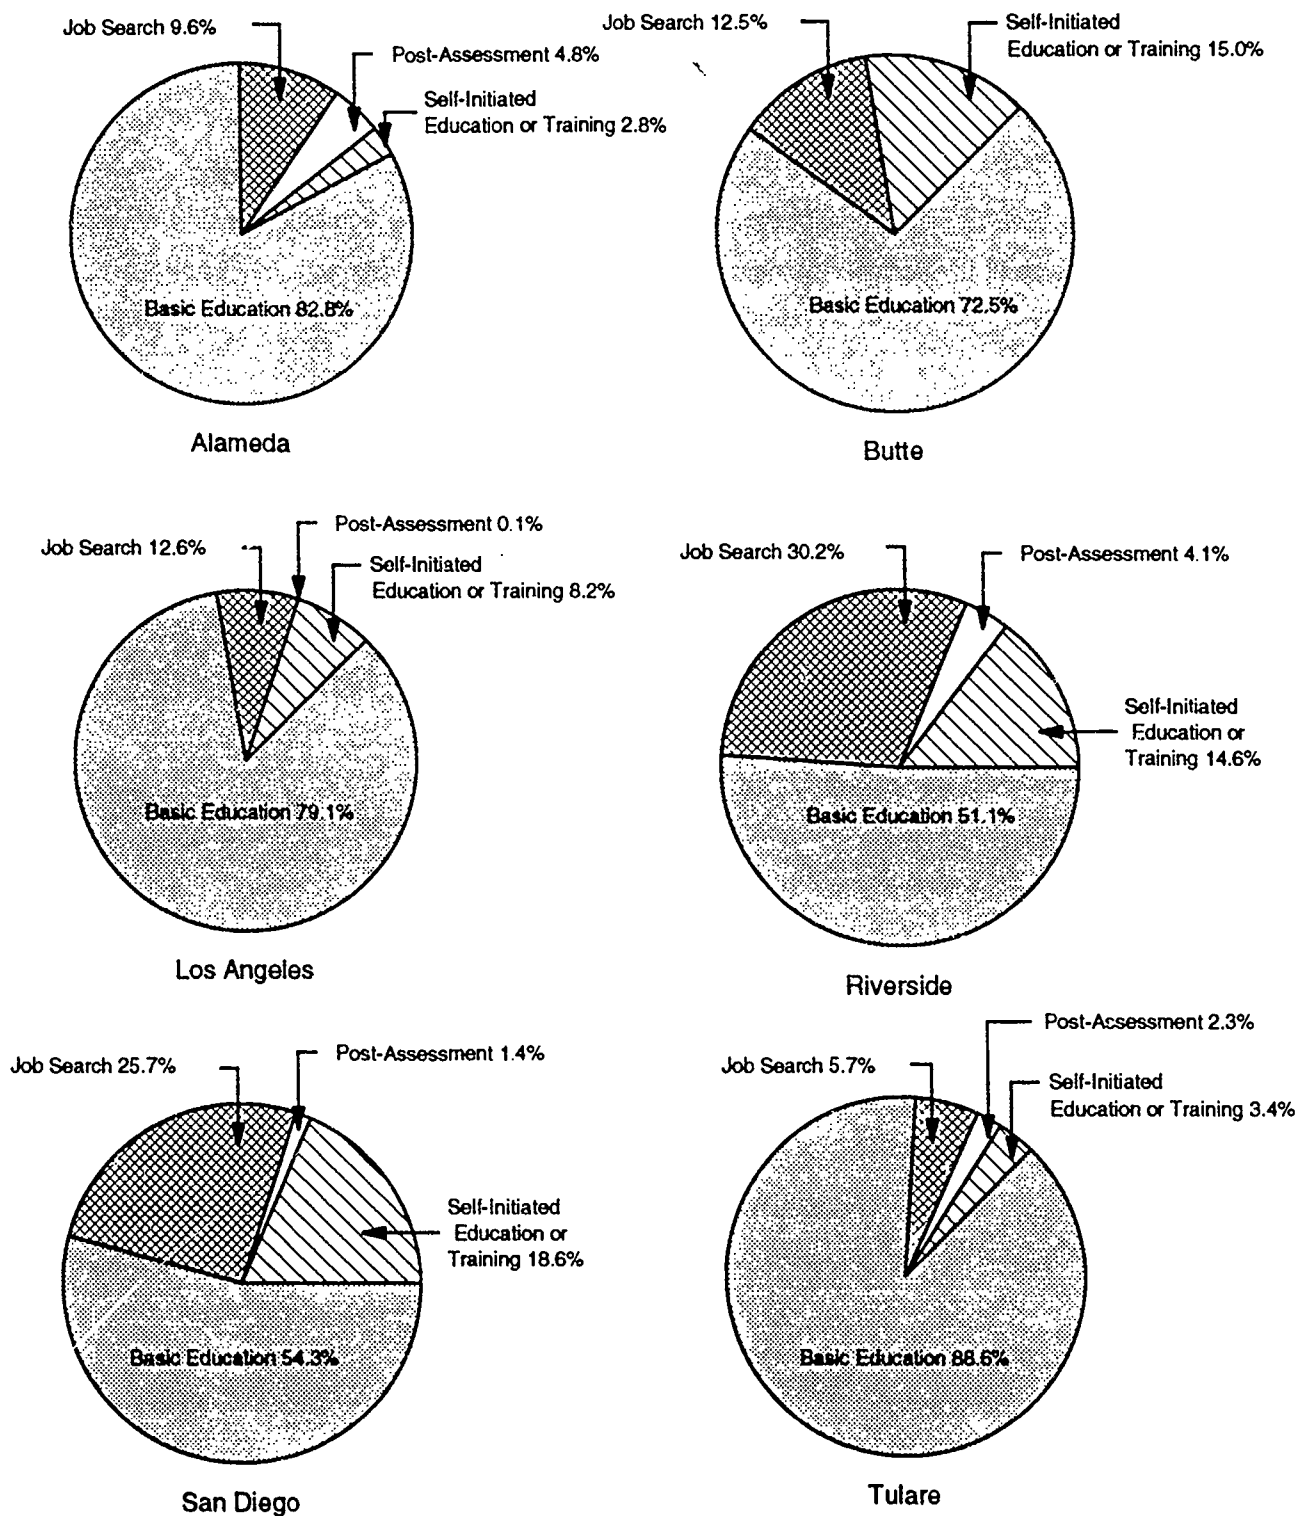 Job Search 9.6%
Post-Assessment 4.8%
Self-Initiated
Education or Training 2.8%
Basic Education 82.8%
Alameda
Job Search 12.5%
Self-Initiated
Education or Training 15.0%
Basic Education 72.5%
Butte
Post-Assessment 0.1%
Job Search 12.6%
Self-Initiated
Education or Training 8.2%
Basic Education 79.1%
Los Angeles
Job Search 30.2%
Post-Assessment 4.1%
Self-Initiated
Education or
Training 14.6%
Basic Education 51.1%
Riverside
Post-Assessment 1.4%
Job Search 25.7%
Self-Initiated
Education or
Training 18.6%
Basic Education 54.3%
San Diego
Post-Assessment 2.3%
Job Search 5.7%
Self-Initiated
Education or Training 3.4%
Basic Education 88.6%
Tulare